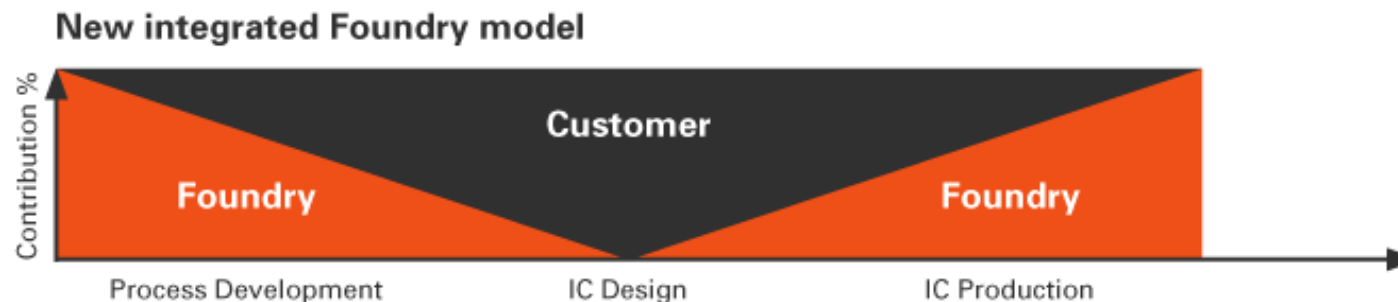 New integrated Foundry model
Contribution %
Customer
Foundry
Foundry
Process Development
IC Design
IC Production